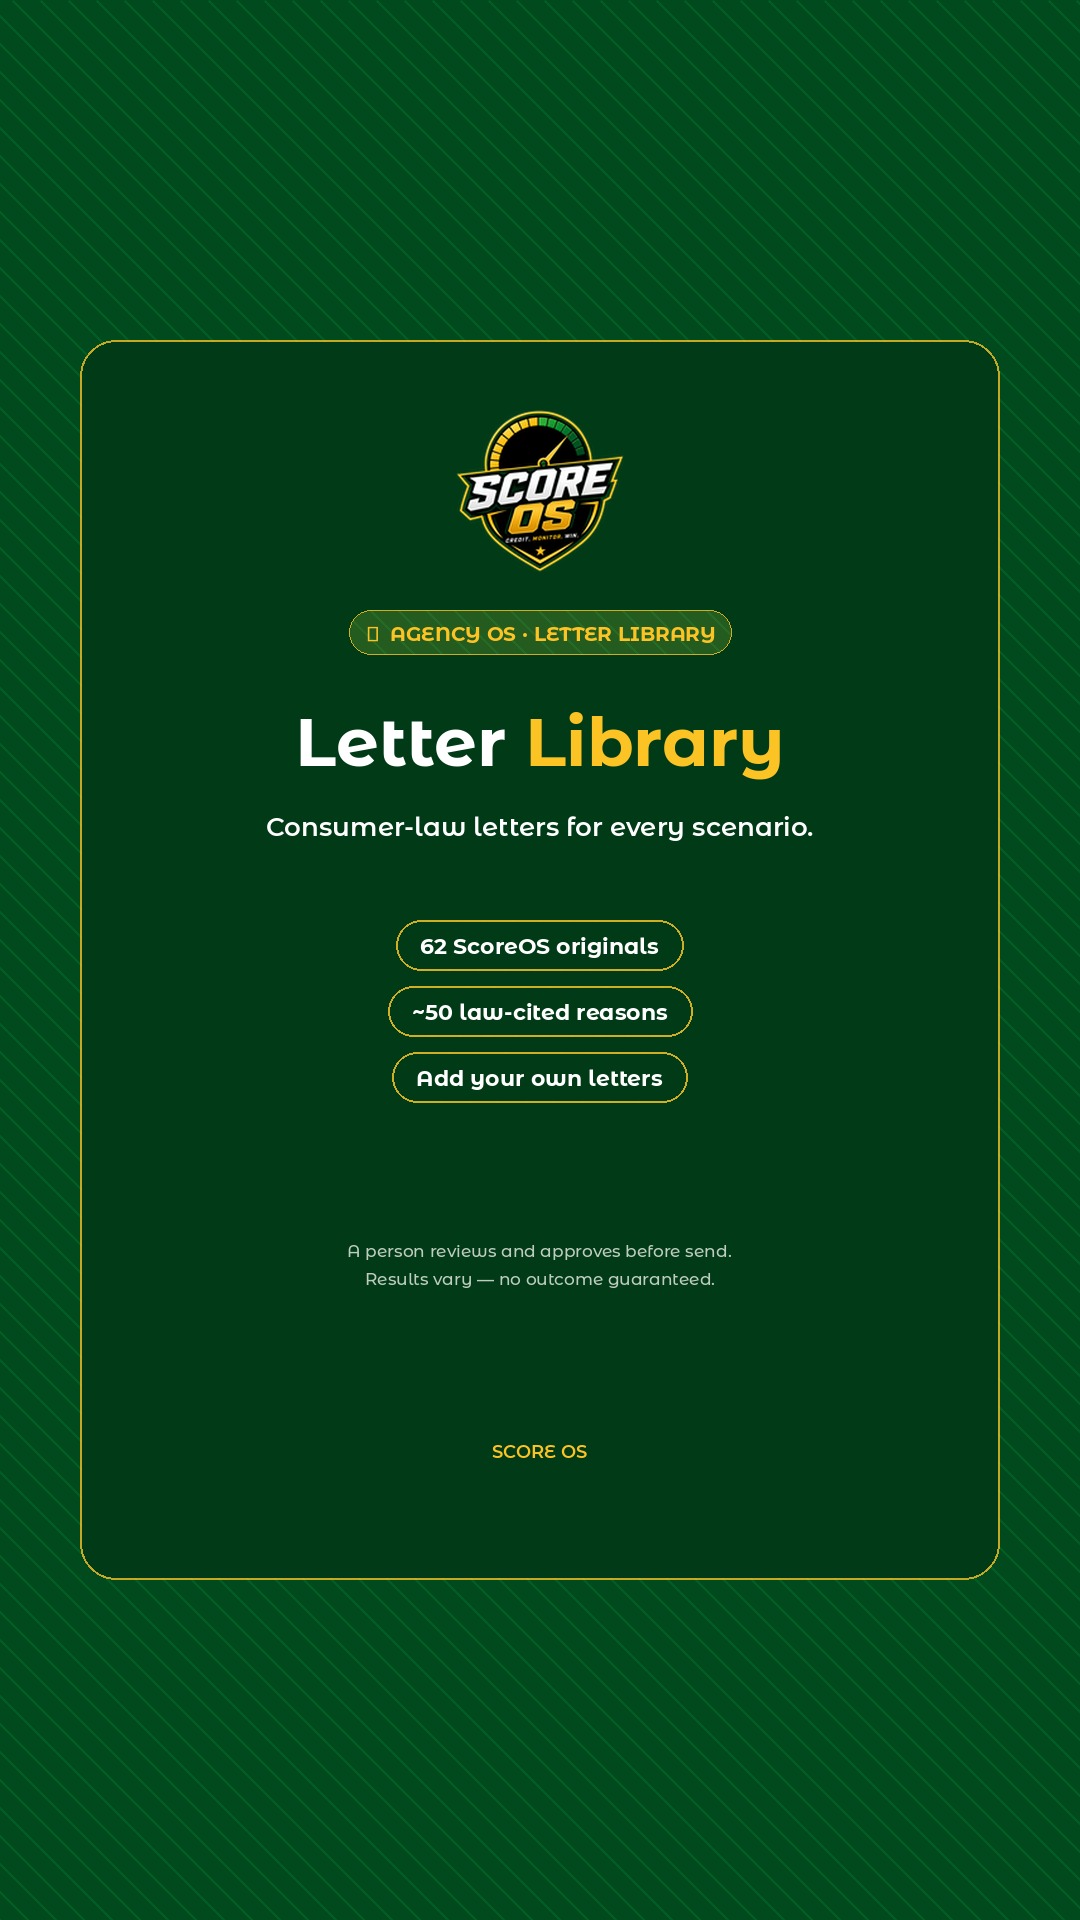 SCORE
OS
CREDIT. MONITOR. WIN.
AGENCY OS · LETTER LIBRARY
Letter Library
Consumer-law letters for every scenario.
62 ScoreOS originals
~50 law-cited reasons
Add your own letters
A person reviews and approves before send.
Results vary — no outcome guaranteed.
SCORE OS